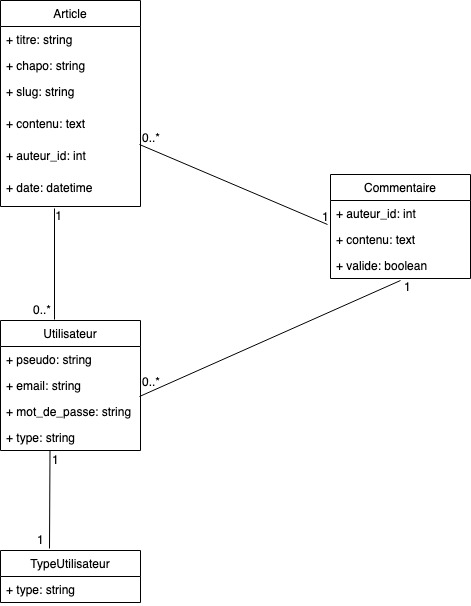 Article
+ titre: string
+ chapo: string
+ slug: string
+ contenu: text
+ auteur_id: int
+ date: datetime
0..*
1
Commentaire
+ auteur_id: int
+ contenu: text
+ valide: boolean
1
1
0..*
Utilisateur
+ pseudo: string
+ email: string
+ mot_de_passe: string
+ type: string
0..*
1
1
TypeUtilisateur
+ type: string